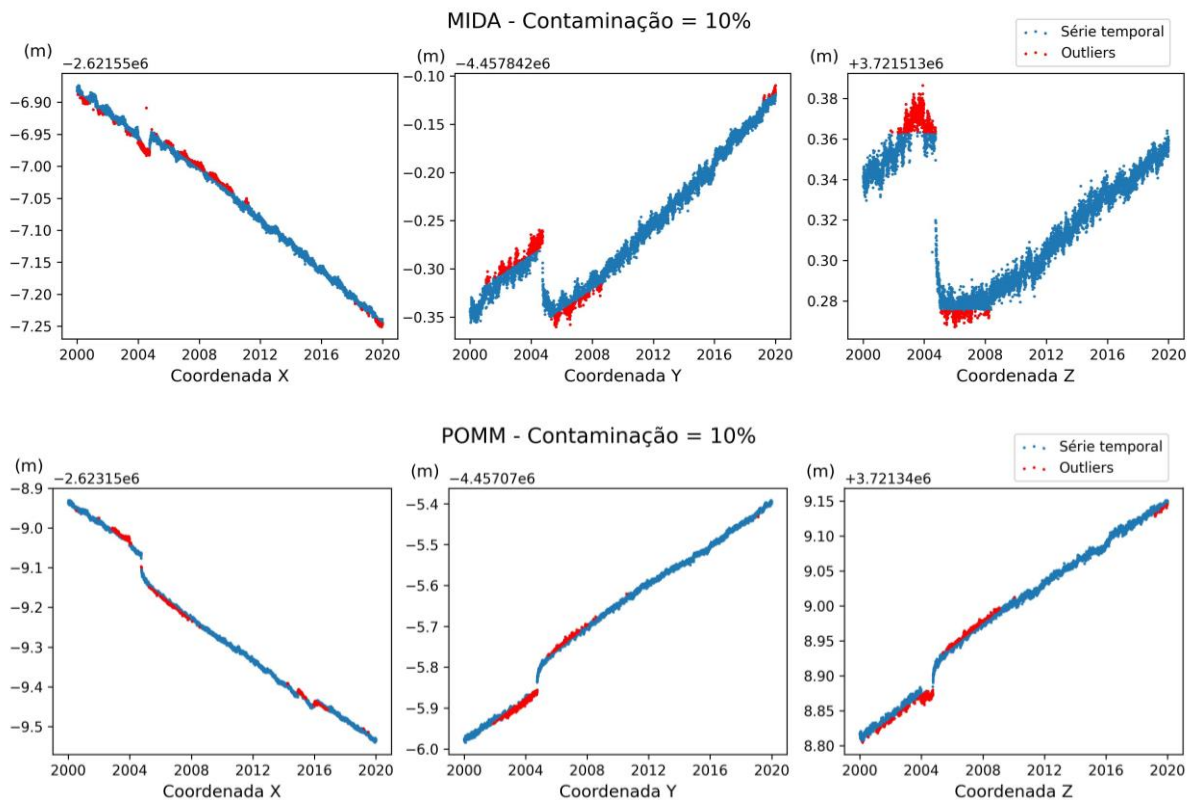 MIDA - Contaminação = 10%
Série temporal
Outliers
(m)
−2.62155e6
−6.90
−6.95
−7.00
−7.05
−7.10
−7.15
−7.20
−7.25
2000 2004 2008 2012 2016 2020
Coordenada X
(m)
−4.457842e6
−0.10
−0.15
−0.20
−0.25
−0.30
−0.35
2000 2004 2008 2012 2016 2020
Coordenada Y
(m)
+3.721513e6
0.38
0.36
0.34
0.32
0.30
0.28
2000 2004 2008 2012 2016 2020
Coordenada Z
POMM - Contaminação = 10%
Série temporal
Outliers
(m)
−2.62315e6
−8.9
−9.0
−9.1
−9.2
−9.3
−9.4
−9.5
2000 2004 2008 2012 2016 2020
Coordenada X
(m)
−4.45707e6
−5.4
−5.5
−5.6
−5.7
−5.8
−5.9
−6.0
2000 2004 2008 2012 2016 2020
Coordenada Y
(m)
+3.72134e6
9.15
9.10
9.05
9.00
8.95
8.90
8.85
8.80
2000 2004 2008 2012 2016 2020
Coordenada Z